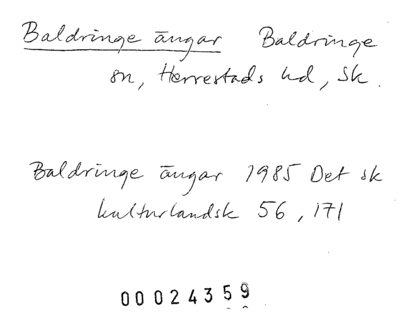 Baldringe ängar Baldringe
sn, Herrestads hd, Sk.
Baldringe ängar 1985 Det sk
kulturlandsk 56, 171
00024359